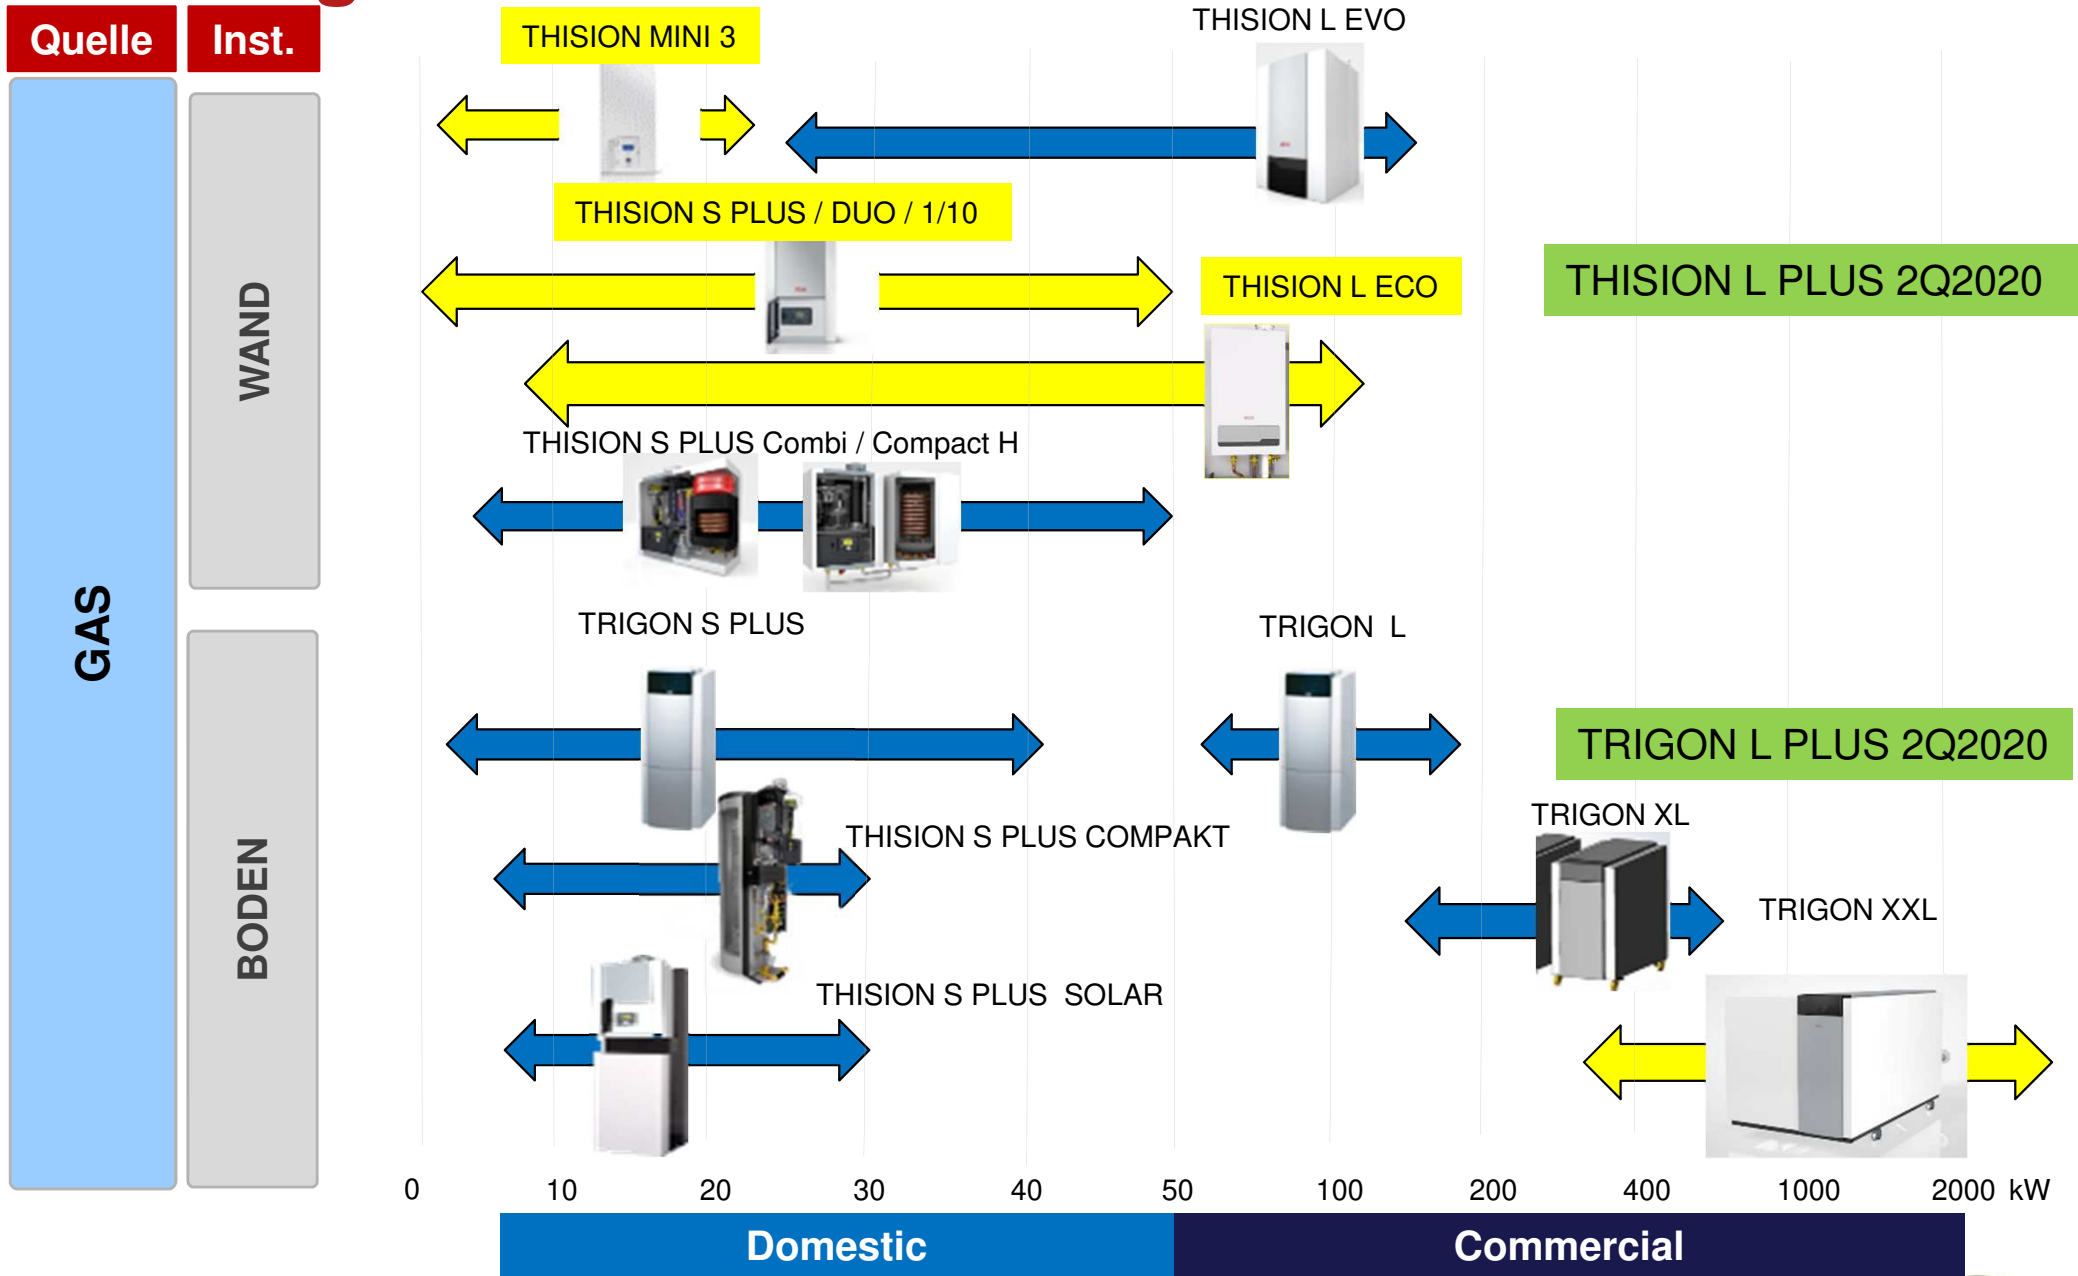 Quelle
Inst.
GAS
WAND
BODEN
THISION MINI 3
THISION L EVO
THISION S PLUS / DUO / 1/10
THISION L ECO
THISION L PLUS 2Q2020
THISION S PLUS Combi / Compact H
TRIGON S PLUS
TRIGON L
TRIGON L PLUS 2Q2020
THISION S PLUS COMPAKT
TRIGON XL
TRIGON XXL
THISION S PLUS SOLAR
0 10 20 30 40 50 100 200 400 1000 2000 kW
Domestic
Commercial